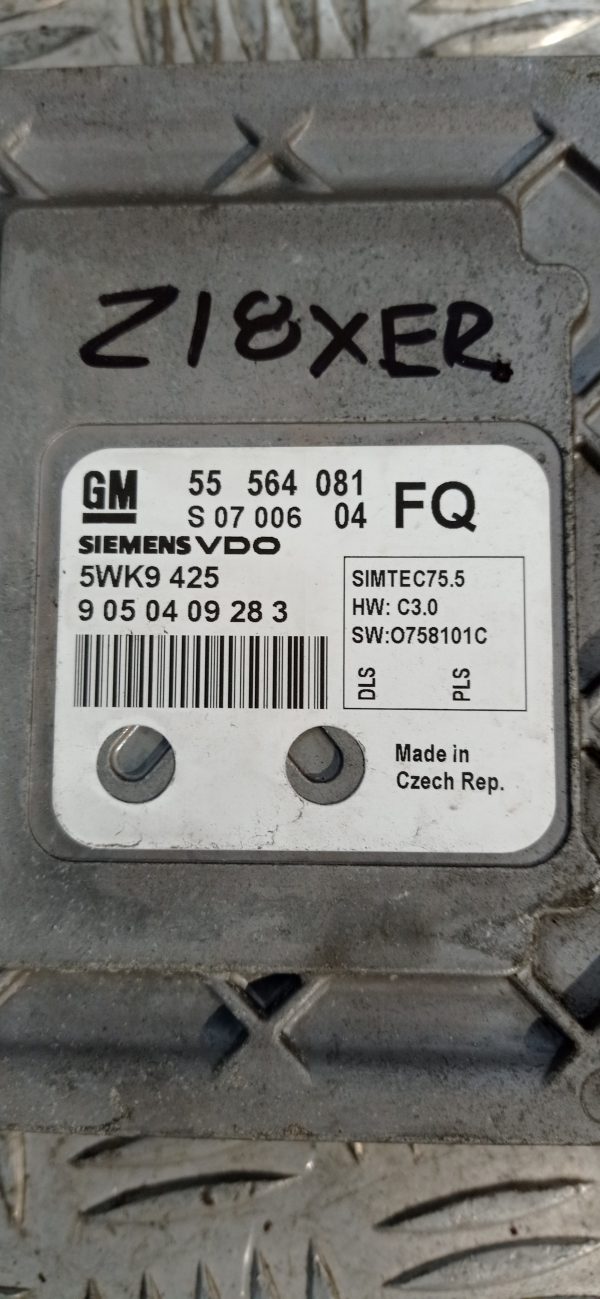 Z18XER
GM 55 564 081 FQ
S 07 006 04
SIEMENS VDO
5WK9 425
9 05 04 09 28 3
SIMTEC75.5
HW: C3.0
SW:O758101C
DLS PLS
Made in
Czech Rep.